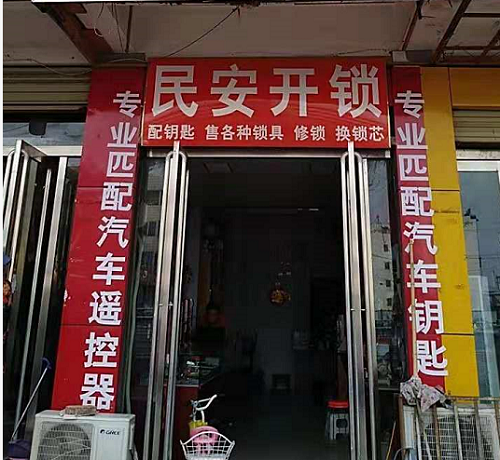 民安开锁
配钥匙 售各种锁具 修锁 换锁芯
专业匹配汽车遥控器
专业匹配汽车钥匙
GREE